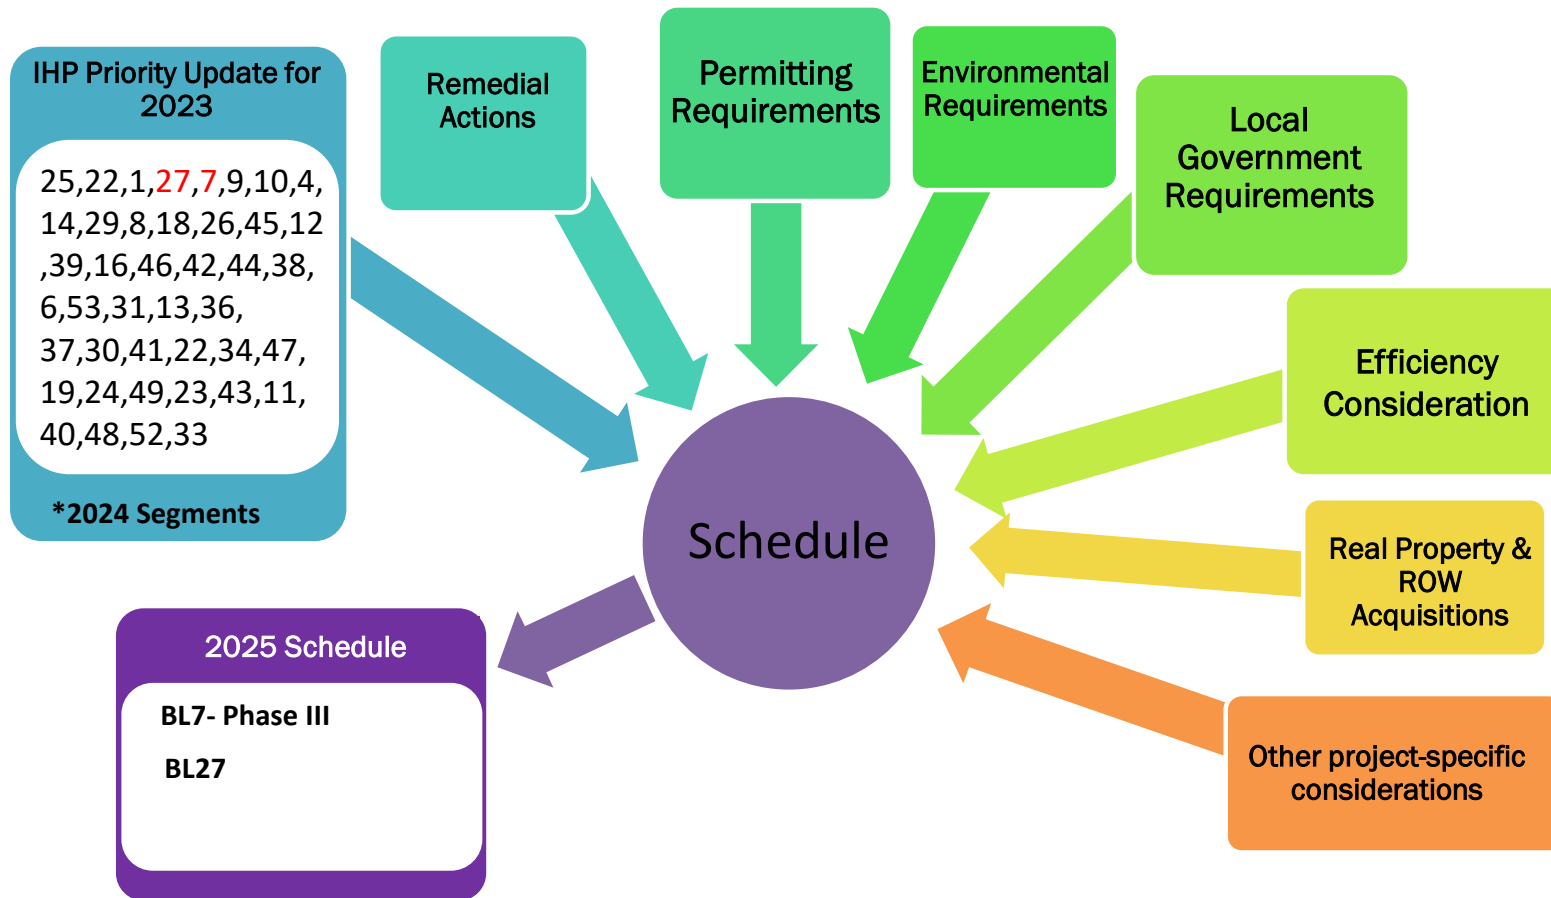 IHP Priority Update for
2023
25,22,1,27,7,9,10,4,
14,29,8,18,26,45,12
,39,16,46,42,44,38,
6,53,31,13,36,
37,30,41,22,34,47,
19,24,49,23,43,11,
40,48,52,33
*2024 Segments
Remedial
Actions
Permitting
Requirements
Environmental
Requirements
Local
Government
Requirements
Efficiency
Consideration
Real Property &
ROW
Acquisitions
Other project-specific
considerations
Schedule
2025 Schedule
BL7- Phase III
BL27